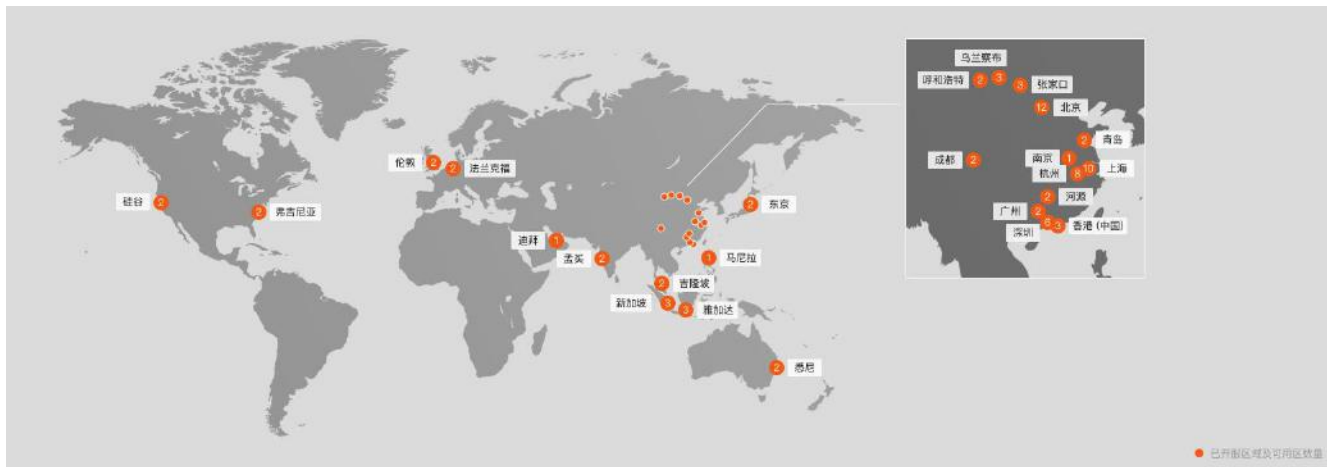 乌兰察布
呼和浩特 2 3 3 张家口
12 北京
2 青岛
成都 2 南京 1
杭州 8 10 上海
2 河源
广州 2
深圳 6 3 香港 (中国)
伦敦 2 2 法兰克福
硅谷 2 2 弗吉尼亚
2 东京
迪拜 1
孟买 2 1 马尼拉
2 吉隆坡
新加坡 3 3 雅加达
2 悉尼
已开服区域及可用区数量